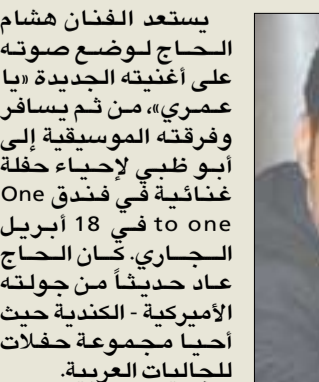 يستعد الفنان هشام
الحاج لوضع صوته
على أغنيته الجديدة «يا
عمري»، من ثم يسافر
وفرقته الموسيقية إلى
أبو ظبي لإحياء حفلة
غنائية في فندق One
to one في 18 أبريل
الجاري. كان الحاج
عاد حديثاً من جولته
الأميركية - الكندية حيث
أحيا مجموعة حفلات
للجاليات العربية.